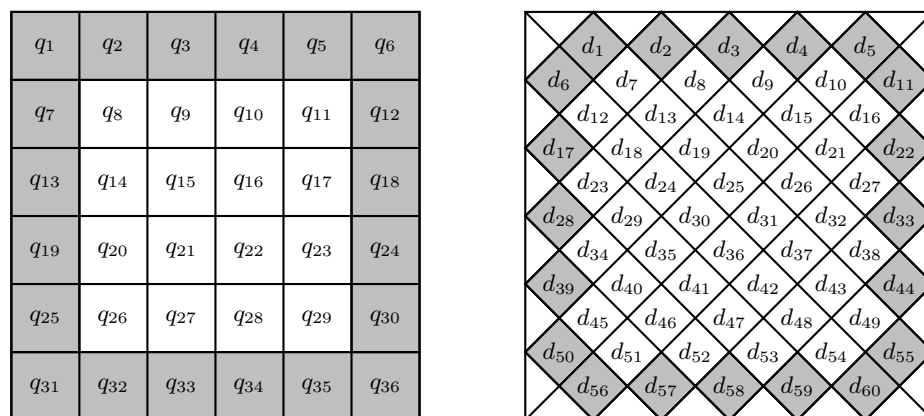 q₁ q₂ q₃ q₄ q₅ q₆
q₇ q₈ q₉ q₁₀ q₁₁ q₁₂
q₁₃ q₁₄ q₁₅ q₁₆ q₁₇ q₁₈
q₁₉ q₂₀ q₂₁ q₂₂ q₂₃ q₂₄
q₂₅ q₂₆ q₂₇ q₂₈ q₂₉ q₃₀
q₃₁ q₃₂ q₃₃ q₃₄ q₃₅ q₃₆
d₁ d₂ d₃ d₄ d₅
d₆ d₇ d₈ d₉ d₁₀ d₁₁
d₁₂ d₁₃ d₁₄ d₁₅ d₁₆
d₁₇ d₁₈ d₁₉ d₂₀ d₂₁ d₂₂
d₂₃ d₂₄ d₂₅ d₂₆ d₂₇
d₂₈ d₂₉ d₃₀ d₃₁ d₃₂ d₃₃
d₃₄ d₃₅ d₃₆ d₃₇ d₃₈
d₃₉ d₄₀ d₄₁ d₄₂ d₄₃ d₄₄
d₄₅ d₄₆ d₄₇ d₄₈ d₄₉
d₅₀ d₅₁ d₅₂ d₅₃ d₅₄ d₅₅
d₅₆ d₅₇ d₅₈ d₅₉ d₆₀